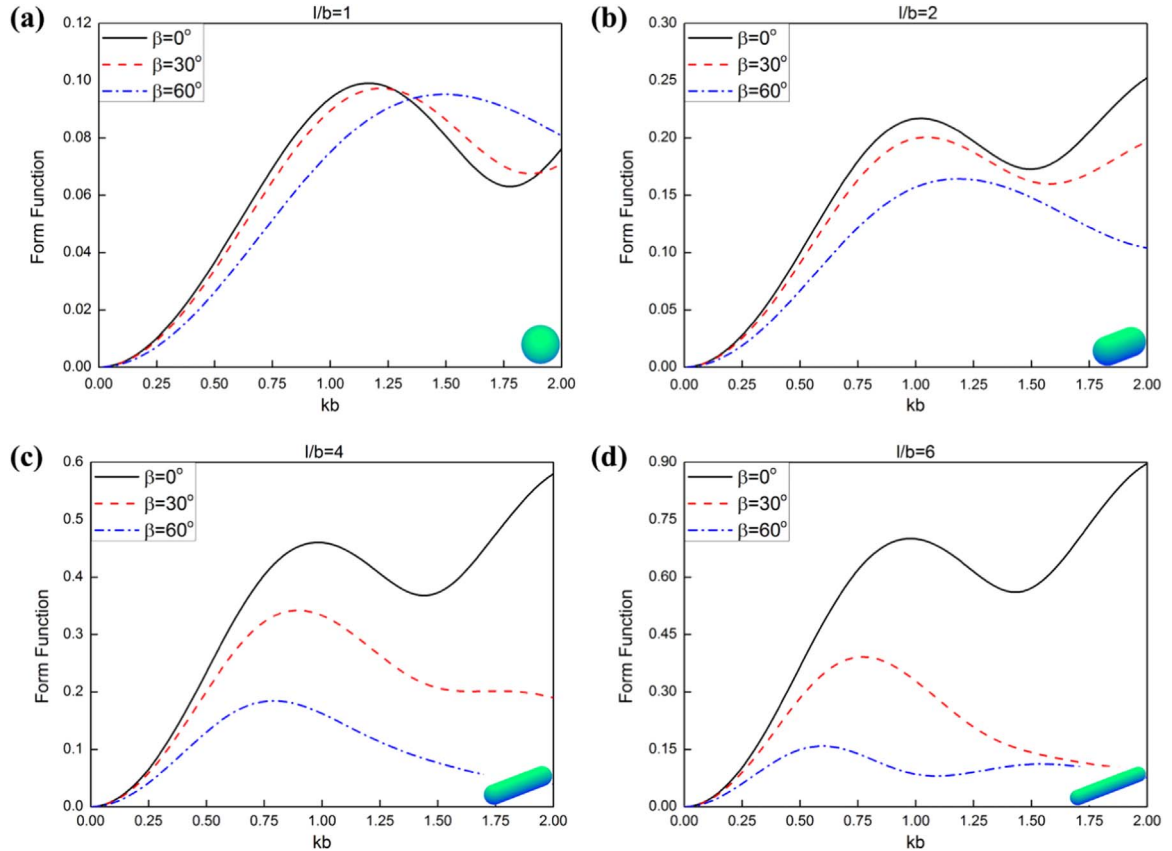 (a)
l/b=1
β=0°
β=30°
β=60°
0.12
0.10
0.08
0.06
0.04
0.02
0.00
Form Function
0.00 0.25 0.50 0.75 1.00 1.25 1.50 1.75 2.00
kb
(b)
l/b=2
β=0°
β=30°
β=60°
0.30
0.25
0.20
0.15
0.10
0.05
0.00
Form Function
0.00 0.25 0.50 0.75 1.00 1.25 1.50 1.75 2.00
kb
(c)
l/b=4
β=0°
β=30°
β=60°
0.6
0.5
0.4
0.3
0.2
0.1
0.0
Form Function
0.00 0.25 0.50 0.75 1.00 1.25 1.50 1.75 2.00
kb
(d)
l/b=6
β=0°
β=30°
β=60°
0.90
0.75
0.60
0.45
0.30
0.15
0.00
Form Function
0.00 0.25 0.50 0.75 1.00 1.25 1.50 1.75 2.00
kb